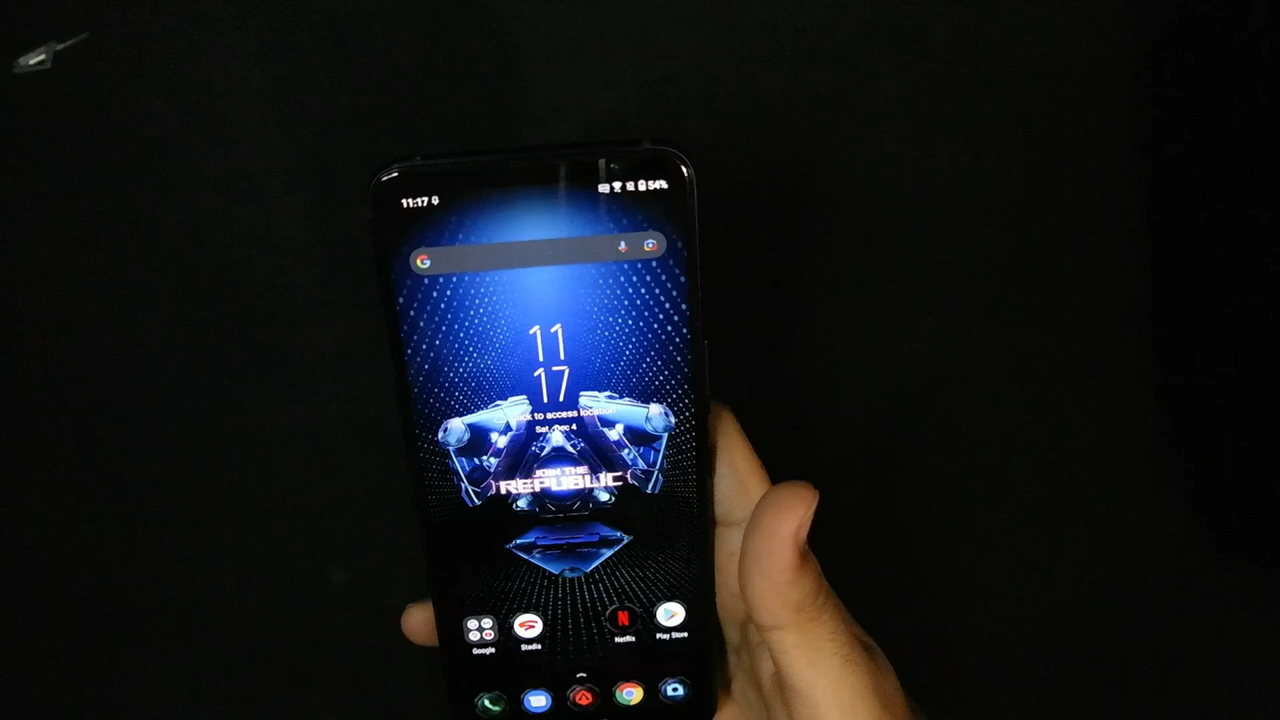 11:17
54%
11
17
Click to access location
Sat, Dec 4
JOIN THE
REPUBLIC
Google
Stadia
Netflix
Play Store